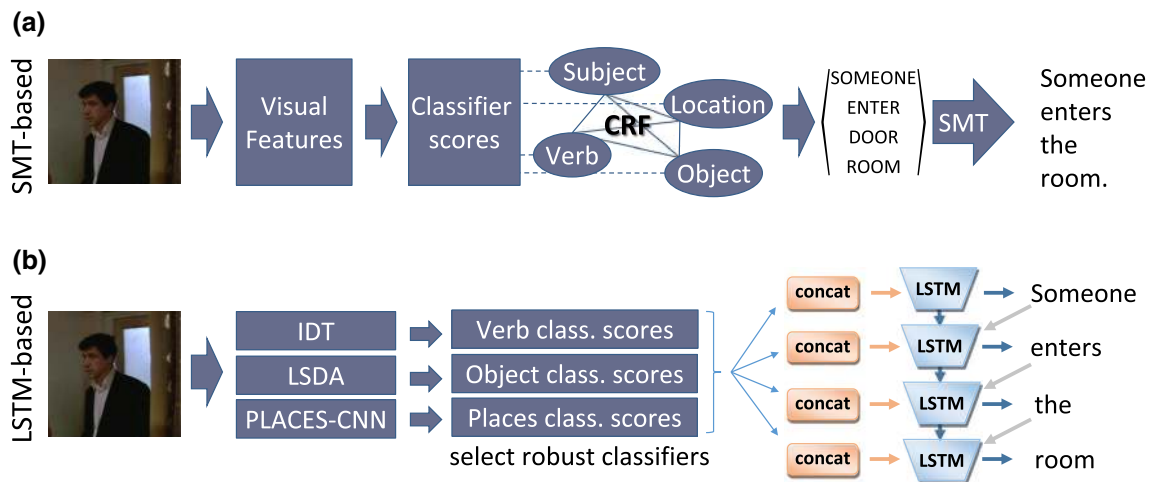 (a)
SMT-based
Visual
Features
Classifier
scores
Subject
Location
CRF
Verb
Object
SOMEONE
ENTER
DOOR
ROOM
SMT
Someone
enters
the
room.
(b)
LSTM-based
IDT
LSDA
PLACES-CNN
Verb class. scores
Object class. scores
Places class. scores
select robust classifiers
concat LSTM Someone
concat LSTM enters
concat LSTM the
concat LSTM room